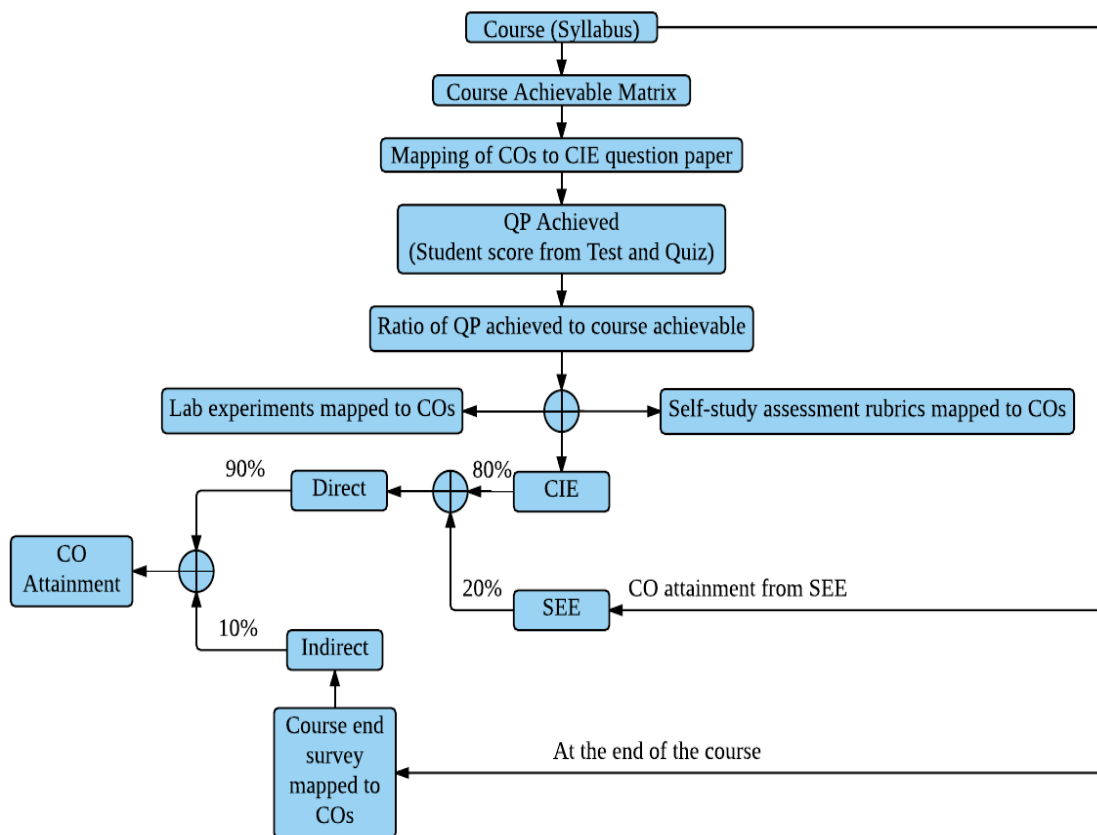 Course (Syllabus)
Course Achievable Matrix
Mapping of COs to CIE question paper
QP Achieved
(Student score from Test and Quiz)
Ratio of QP achieved to course achievable
Lab experiments mapped to COs
Self-study assessment rubrics mapped to COs
90%
Direct
80%
CIE
CO
Attainment
20%
SEE
CO attainment from SEE
10%
Indirect
Course end
survey
mapped to
COs
At the end of the course